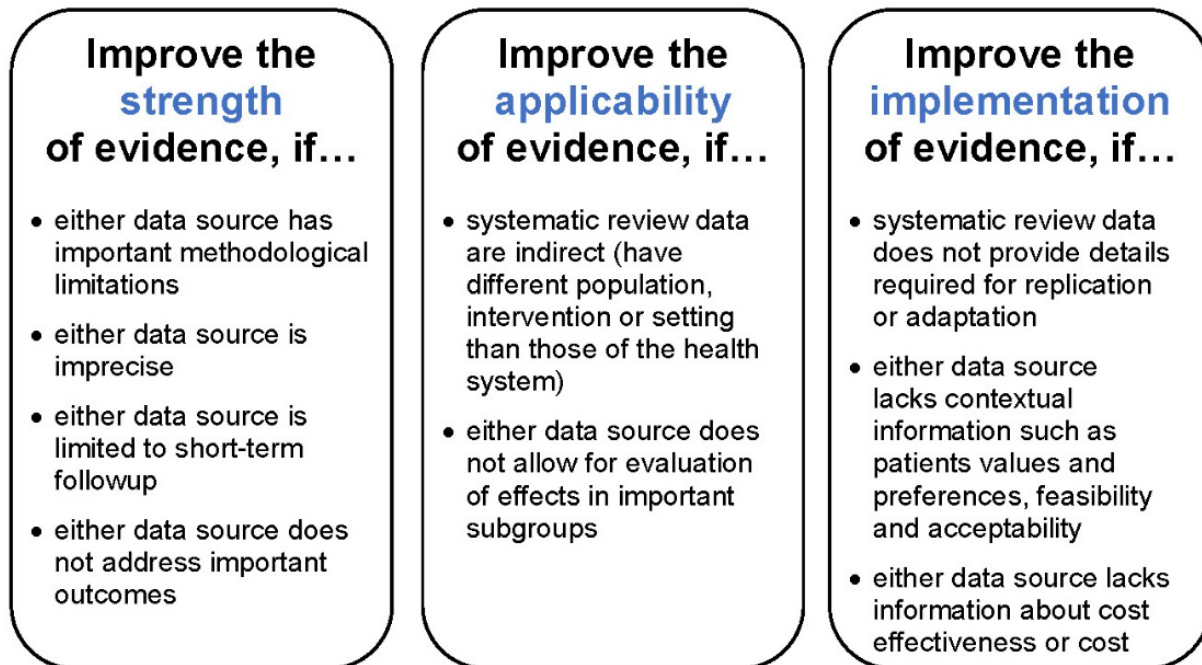 Improve the
strength
of evidence, if…
• either data source has
important methodological
limitations
• either data source is
imprecise
• either data source is
limited to short-term
followup
• either data source does
not address important
outcomes
Improve the
applicability
of evidence, if…
• systematic review data
are indirect (have
different population,
intervention or setting
than those of the health
system)
• either data source does
not allow for evaluation
of effects in important
subgroups
Improve the
implementation
of evidence, if…
• systematic review data
does not provide details
required for replication
or adaptation
• either data source
lacks contextual
information such as
patients values and
preferences, feasibility
and acceptability
• either data source lacks
information about cost
effectiveness or cost